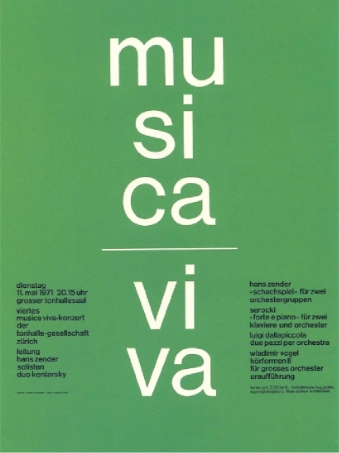 mu
si
ca
vi
va
dienstag
11. mai 1971 20.15 uhr
grosser tonhallesaal
viertes
musica viva-konzert
der
tonhalle-gesellschaft
zürich
leitung
hans zender
solisten
duo kontarsky
hans zender
«schachspiel» für zwei
orchestergruppen
serocki
«forte e piano» für zwei
klaviere und orchester
luigi dallapiccola
due pezzi per orchestra
wladimir vogel
hörformen II
für grosses orchester
uraufführung